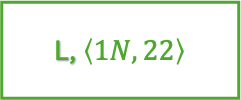 L, ⟨1N, 22⟩